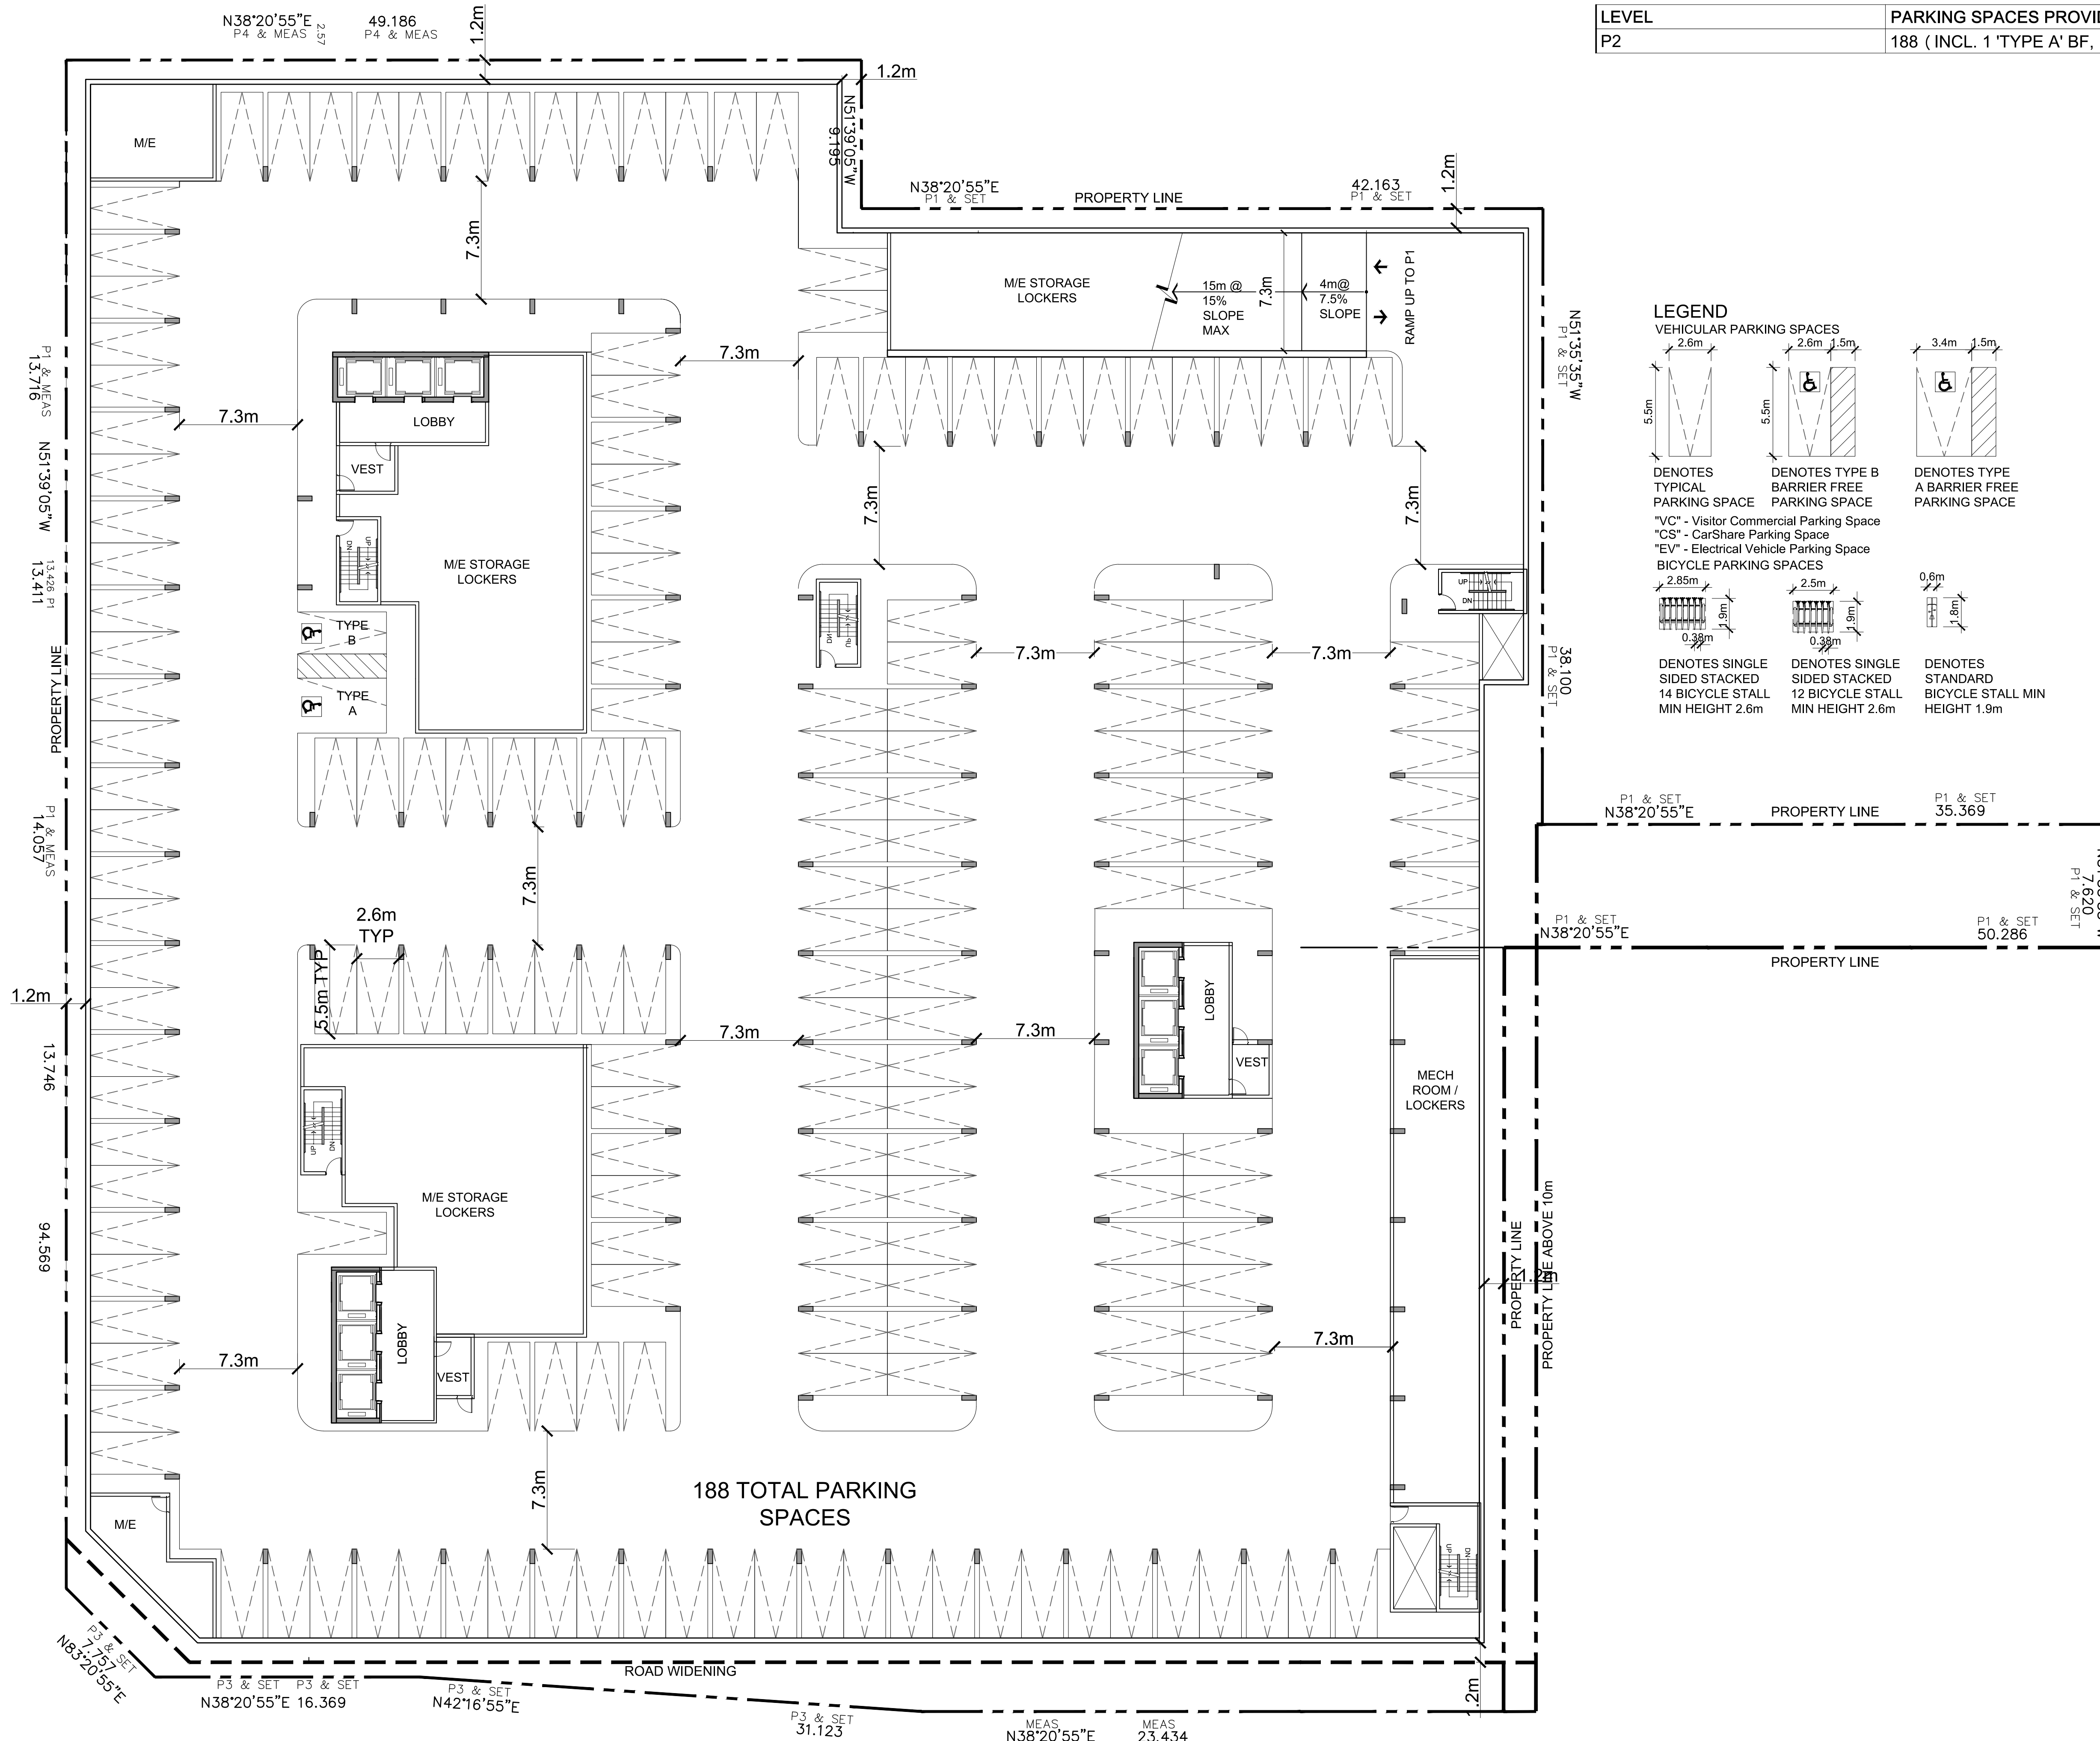 LEVEL
PARKING SPACES PROVI
P2
188 ( INCL. 1 'TYPE A' BF,
N38°20'55"E
P4 & MEAS
2.57
49.186
P4 & MEAS
1.2m
1.2m
N51°39'05"W
9.195
N38°20'55"E
P1 & SET
PROPERTY LINE
42.163
P1 & SET
1.2m
M/E
7.3m
M/E STORAGE
LOCKERS
15m @
15%
SLOPE
MAX
7.3m
4m@
7.5%
SLOPE
RAMP UP TO P1
N51°35'35"W
P1 & SET
38.100
P1 & SET
LEGEND
VEHICULAR PARKING SPACES
2.6m
2.6m
1.5m
3.4m
1.5m
5.5m
5.5m
DENOTES
TYPICAL
PARKING SPACE
DENOTES TYPE B
BARRIER FREE
PARKING SPACE
DENOTES TYPE
A BARRIER FREE
PARKING SPACE
"VC" - Visitor Commercial Parking Space
"CS" - CarShare Parking Space
"EV" - Electrical Vehicle Parking Space
BICYCLE PARKING SPACES
2.85m
1.9m
0.38m
2.5m
1.9m
0.38m
0.6m
1.8m
DENOTES SINGLE
SIDED STACKED
14 BICYCLE STALL
MIN HEIGHT 2.6m
DENOTES SINGLE
SIDED STACKED
12 BICYCLE STALL
MIN HEIGHT 2.6m
DENOTES
STANDARD
BICYCLE STALL MIN
HEIGHT 1.9m
P1 & MEAS
13.716
N51°39'05"W
13.426 P1
13.411
PROPERTY LINE
P1 & MEAS
14.057
1.2m
13.746
94.569
7.3m
7.3m
LOBBY
VEST
UP
DN
M/E STORAGE
LOCKERS
TYPE
B
TYPE
A
7.3m
7.3m
UP
DN
UP
DN
7.3m
7.3m
7.3m
2.6m
TYP
5.5m TYP
7.3m
7.3m
LOBBY
VEST
MECH
ROOM /
LOCKERS
P1 & SET
N38°20'55"E
PROPERTY LINE
P1 & SET
35.369
7.620
P1 & SET
P1 & SET
N38°20'55"E
P1 & SET
50.286
PROPERTY LINE
UP
DN
M/E STORAGE
LOCKERS
LOBBY
VEST
7.3m
7.3m
PROPERTY LINE
PROPERTY LINE ABOVE 10m
1.2m
7.3m
188 TOTAL PARKING
SPACES
M/E
UP
DN
ROAD WIDENING
P3 & SET
7.757
N83°20'55"E
P3 & SET
P3 & SET
N38°20'55"E 16.369
P3 & SET
N42°16'55"E
P3 & SET
31.123
MEAS
N38°20'55"E
MEAS
23.434
.2m